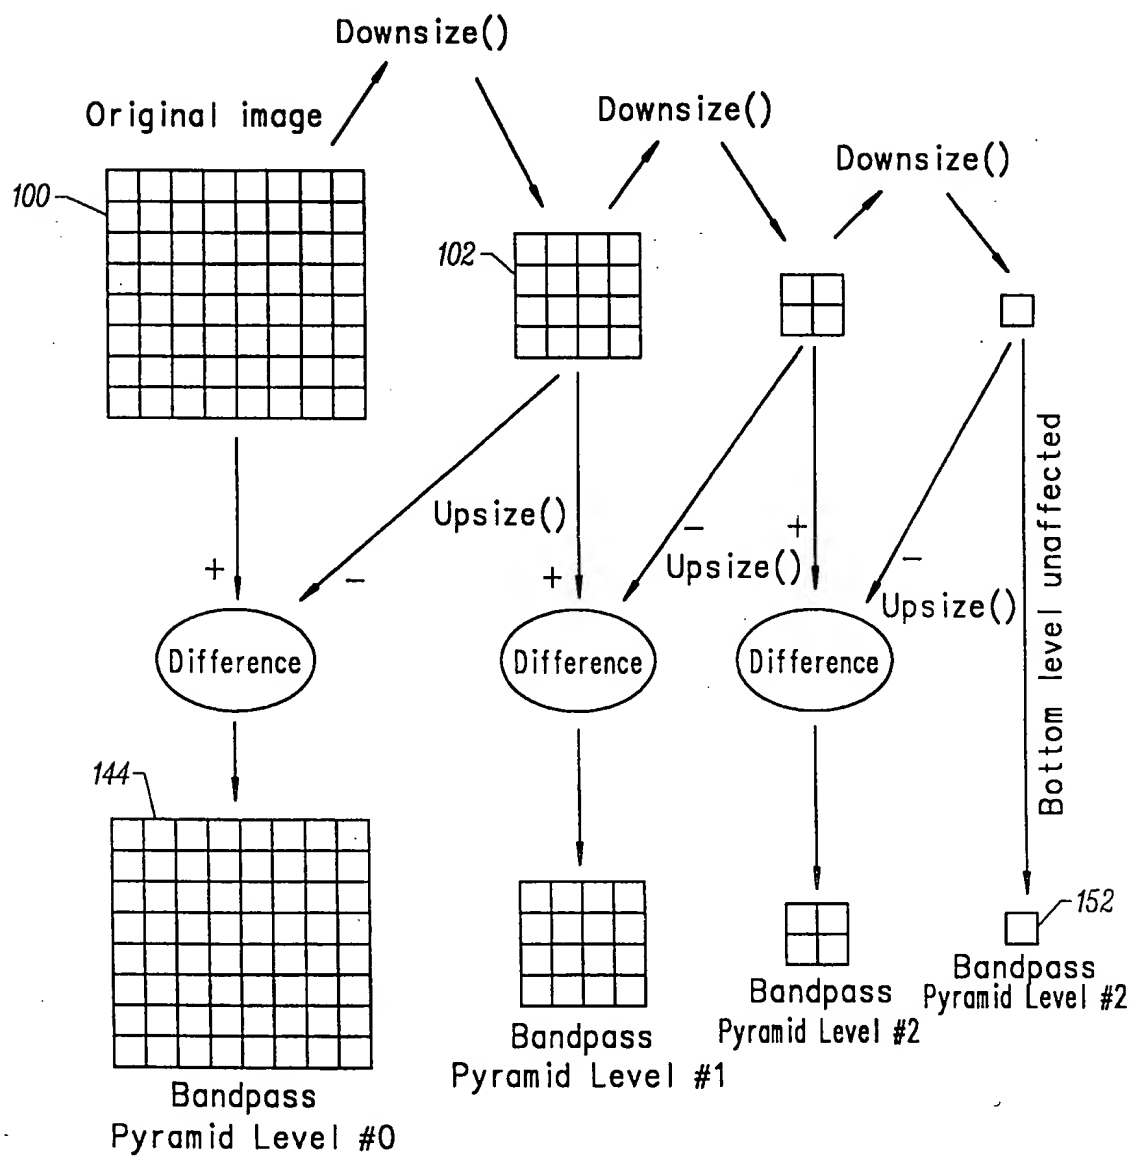 Downsize()
Original image
Downsize()
Downsize()
100
102
Bottom level unaffected
Upsize()
−
+
Upsize()
+
−
+
−
Upsize()
Difference
Difference
Difference
144
152
Bandpass
Pyramid Level #2
Bandpass
Pyramid Level #2
Bandpass
Pyramid Level #1
Bandpass
Pyramid Level #0